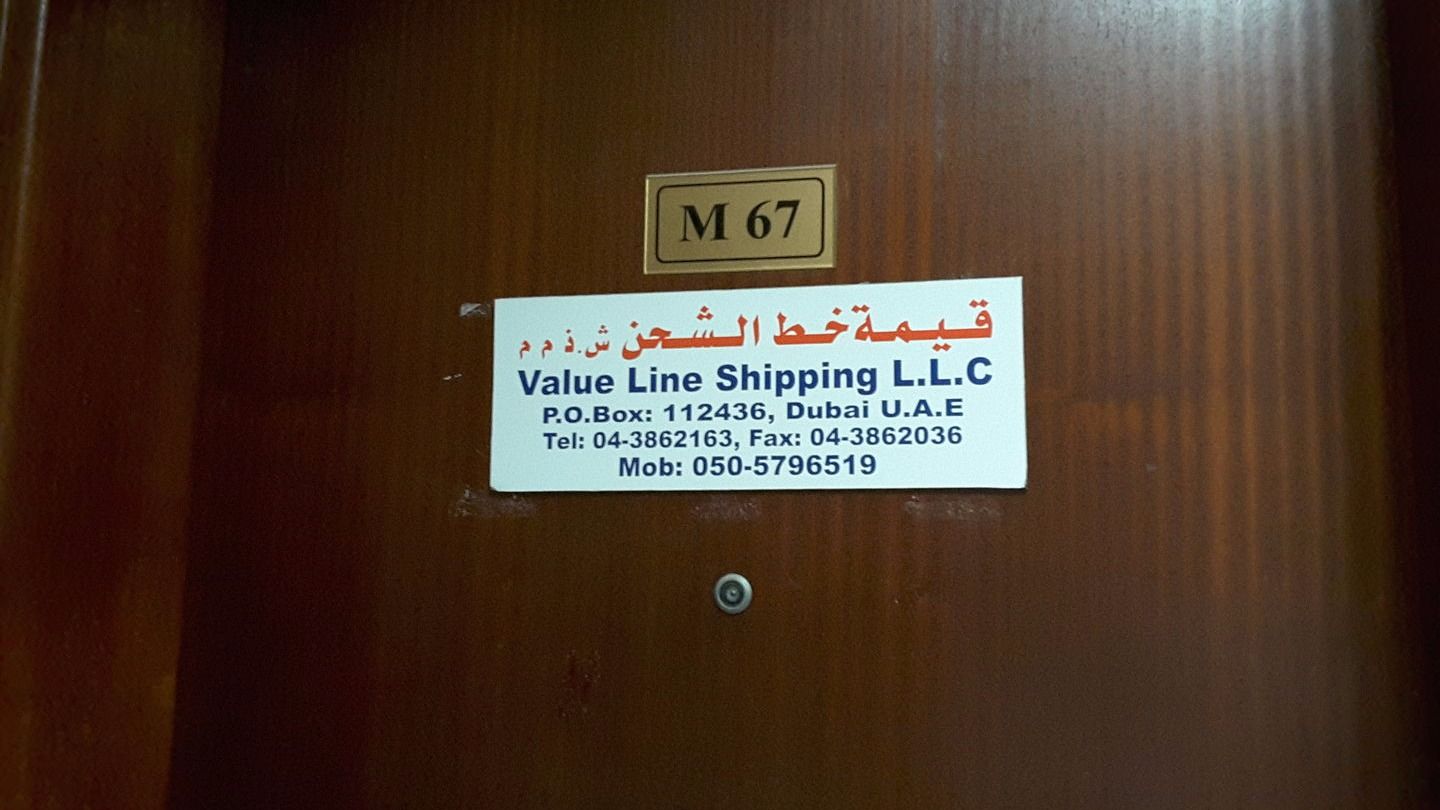 M 67
قيمة خط الشحن ش.ذ م م
Value Line Shipping L.L.C
P.O.Box: 112436, Dubai U.A.E
Tel: 04-3862163, Fax: 04-3862036
Mob: 050-5796519